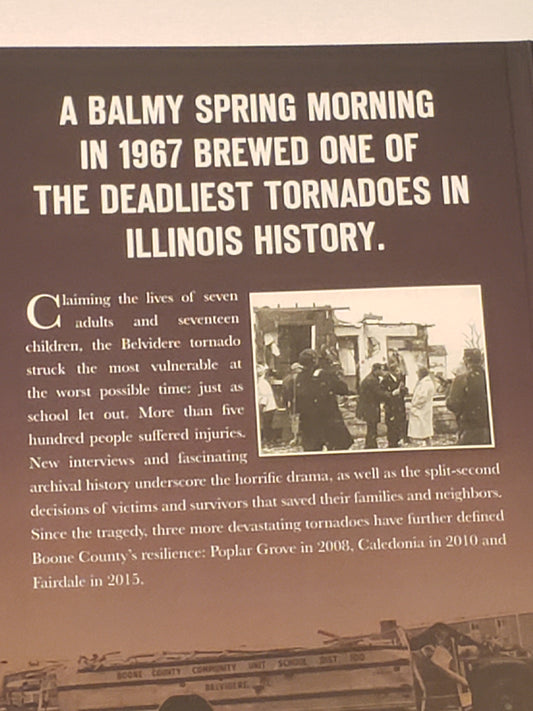 A BALMY SPRING MORNING
IN 1967 BREWED ONE OF
THE DEADLIEST TORNADOES IN
ILLINOIS HISTORY.
Claiming the lives of seven
adults and seventeen
children, the Belvidere tornado
struck the most vulnerable at
the worst possible time: just as
school let out. More than five
hundred people suffered injuries.
New interviews and fascinating
archival history underscore the horrific drama, as well as the split-second
decisions of victims and survivors that saved their families and neighbors.
Since the tragedy, three more devastating tornadoes have further defined
Boone County's resilience: Poplar Grove in 2008, Caledonia in 2010 and
Fairdale in 2015.
BOONE COUNTY COMMUNITY UNIT SCHOOL DIST 100
BELVIDERE,